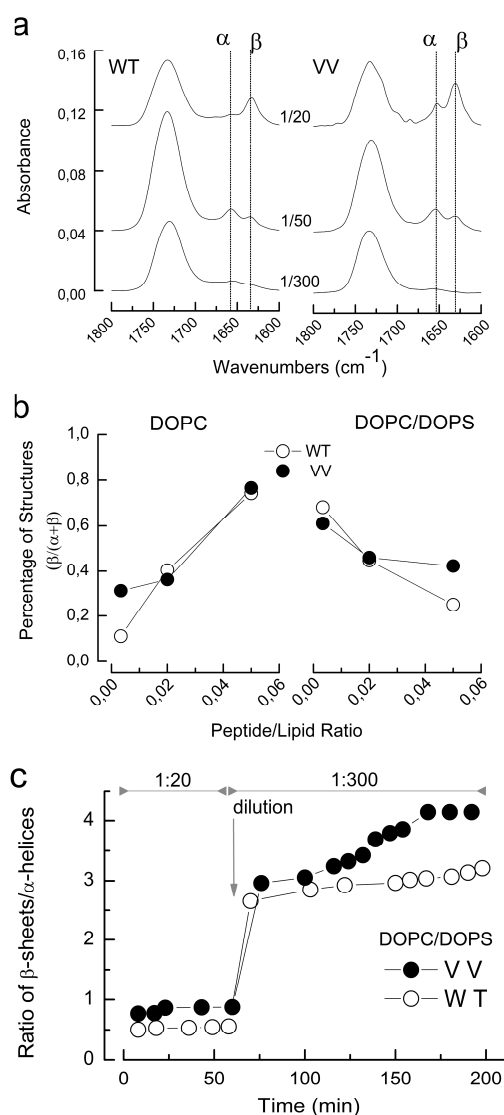 a
α β α β
WT VV
0,16
0,12
0,08
0,04
0,00
Absorbance
1/20
1/50
1/300
1800 1750 1700 1650 1600 1800 1750 1700 1650 1600
Wavenumbers (cm-1)
b
DOPC DOPC/DOPS
WT
VV
1,0
0,8
0,6
0,4
0,2
0,0
Percentage of Structures
(β/(α+β)
0,00 0,02 0,04 0,06 0,00 0,02 0,04 0,06
Peptide/Lipid Ratio
c
1:20 1:300
dilution
4
3
2
1
0
Ratio of β-sheets/α-helices
DOPC/DOPS
V V
W T
0 50 100 150 200
Time (min)